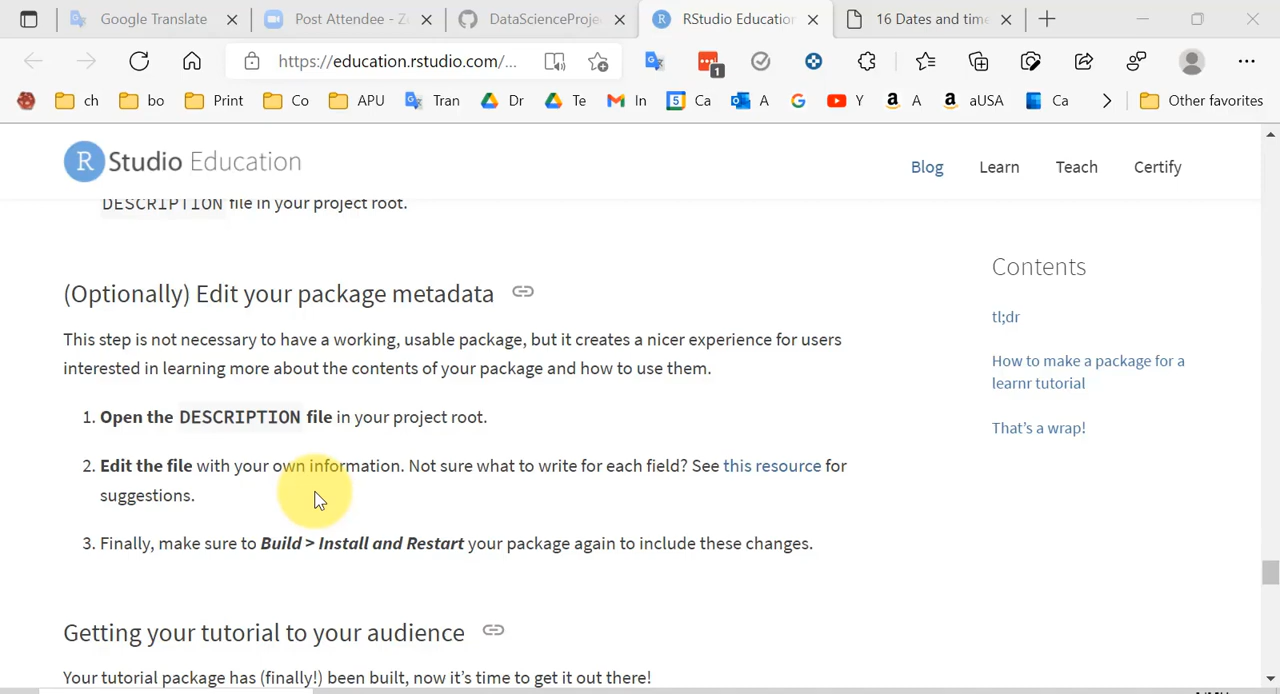 Google Translate
Post Attendee - Z
DataScienceProje
RStudio Education
16 Dates and time
https://education.rstudio.com/...
1
ch
bo
Print
Co
APU
Tran
Dr
Te
In
5
Ca
A
Y
A
aUSA
Ca
Other favorites
R Studio Education
Blog
Learn
Teach
Certify
DESCRIPTION file in your project root.
(Optionally) Edit your package metadata
This step is not necessary to have a working, usable package, but it creates a nicer experience for users
interested in learning more about the contents of your package and how to use them.
1. Open the DESCRIPTION file in your project root.
2. Edit the file with your own information. Not sure what to write for each field? See this resource for
suggestions.
3. Finally, make sure to Build > Install and Restart your package again to include these changes.
Getting your tutorial to your audience
Your tutorial package has (finally!) been built, now it's time to get it out there!
Contents
tl;dr
How to make a package for a
learnr tutorial
That's a wrap!